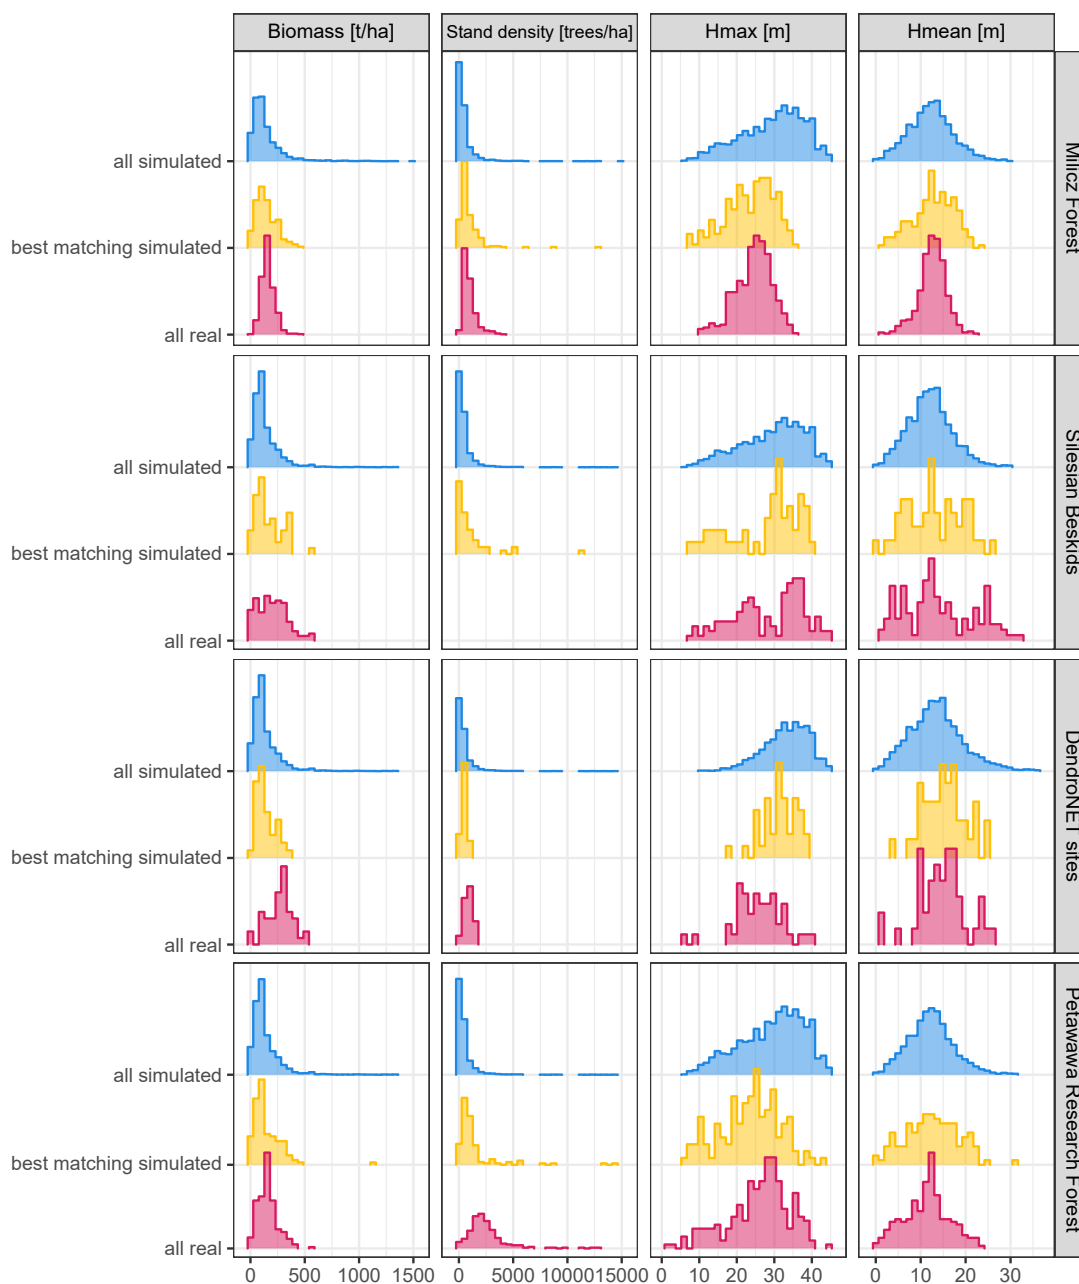 Biomass [t/ha] Stand density [trees/ha] Hmax [m] Hmean [m]
Milicz Forest
all simulated
best matching simulated
all real
Silesian Beskids
all simulated
best matching simulated
all real
DendroNET sites
all simulated
best matching simulated
all real
Petawawa Research Forest
all simulated
best matching simulated
all real
0 500 1000 1500 0 5000 10000 15000 0 10 20 30 40 0 10 20 30